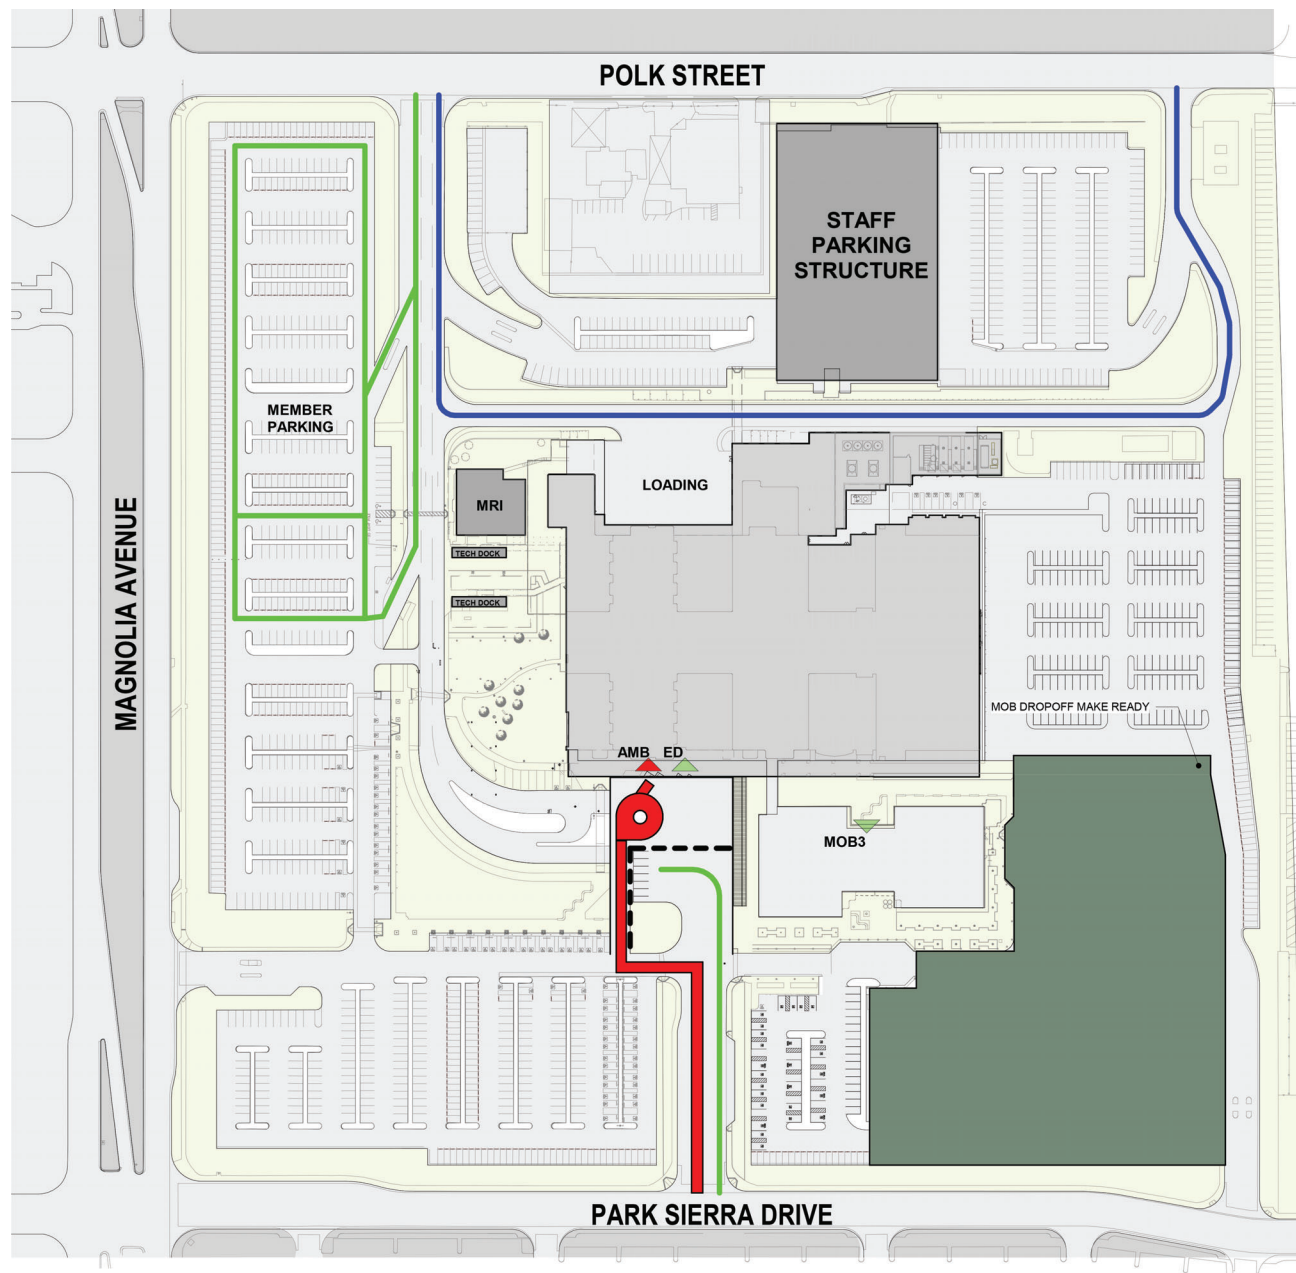 POLK STREET
STAFF
PARKING
STRUCTURE
MEMBER
PARKING
LOADING
MRI
TECH DOCK
TECH DOCK
MAGNOLIA AVENUE
MOB DROPOFF MAKE READY
AMB ED
MOB3
PARK SIERRA DRIVE